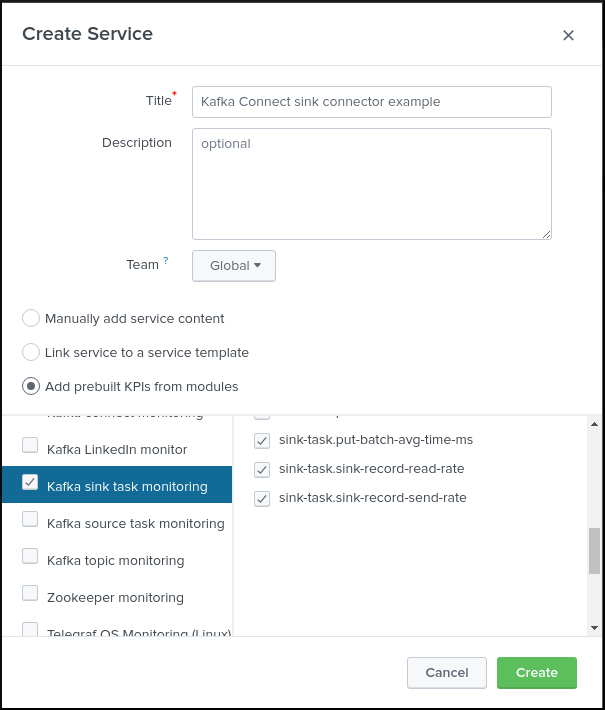 Create Service
Title*
Kafka Connect sink connector example
Description
optional
Team ?
Global
Manually add service content
Link service to a service template
Add prebuilt KPIs from modules
Kafka connect monitoring
Kafka LinkedIn monitor
Kafka sink task monitoring
Kafka source task monitoring
Kafka topic monitoring
Zookeeper monitoring
Telegraf OS Monitoring (Linux)
sink-task.put-batch-avg-time-ms
sink-task.sink-record-read-rate
sink-task.sink-record-send-rate
Cancel
Create